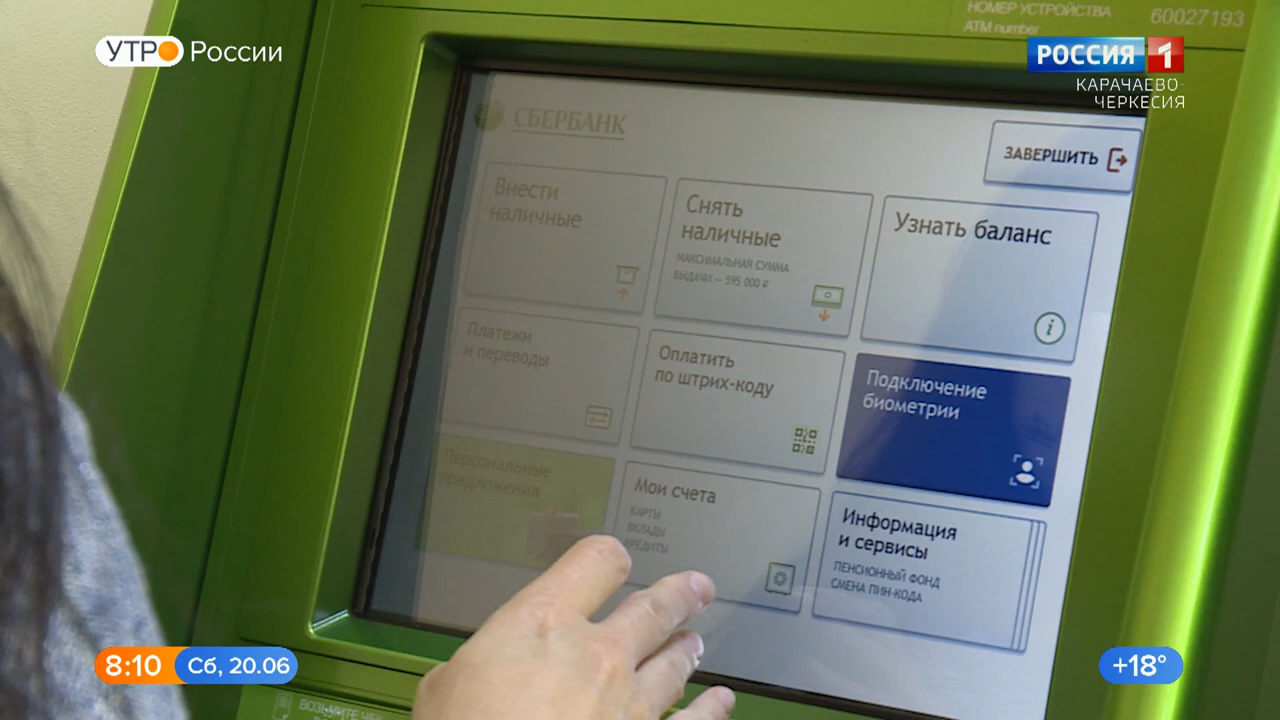 НОМЕР УСТРОЙСТВА 60027193
ATM number
УТРО России
РОССИЯ 1
КАРАЧАЕВО-
ЧЕРКЕСИЯ
СБЕРБАНК
ЗАВЕРШИТЬ
Внести
наличные
Снять
наличные
МАКСИМАЛЬНАЯ СУММА
ВЫДАЧИ — 595 000 ₽
Узнать баланс
Платежи
и переводы
Оплатить
по штрих-коду
Подключение
биометрии
Персональные
предложения
Мои счета
КАРТЫ
ВКЛАДЫ
КРЕДИТЫ
Информация
и сервисы
ПЕНСИОННЫЙ ФОНД
СМЕНА ПИН-КОДА
8:10 Сб, 20.06
+18°
ВОЗЬМИТЕ ЧЕК